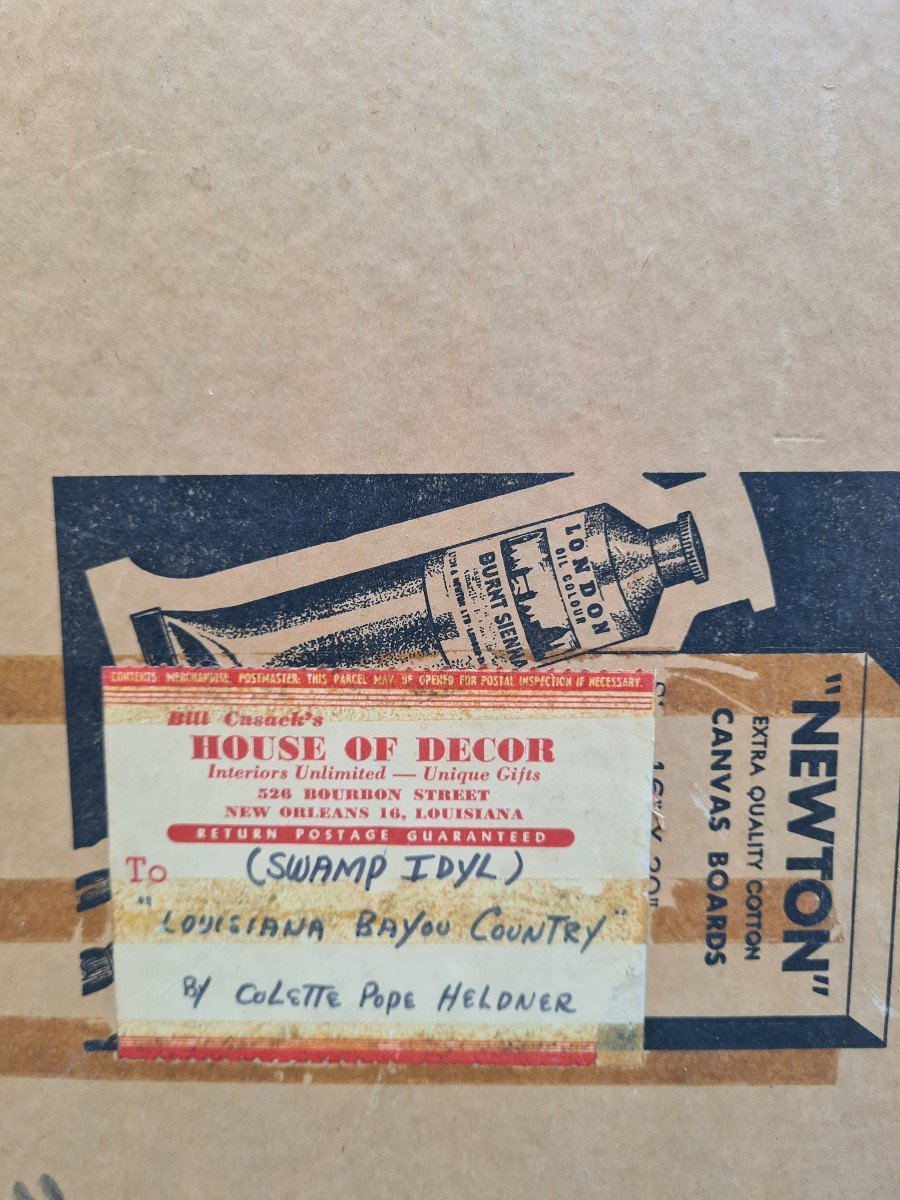 LONDON
OIL COLOUR
BURNT SIENNA
CONTENTS, MERCHANDISE. POSTMASTER: THIS PARCEL MAY BE OPENED FOR POSTAL INSPECTION IF NECESSARY.
Bill Cusack's
HOUSE OF DECOR
Interiors Unlimited — Unique Gifts
526 BOURBON STREET
NEW ORLEANS 16, LOUISIANA
RETURN POSTAGE GUARANTEED
To (SWAMP IDYL)
"LOUISIANA BAYOU COUNTRY"
BY COLETTE POPE HELDNER
"NEWTON"
EXTRA QUALITY COTTON
CANVAS BOARDS